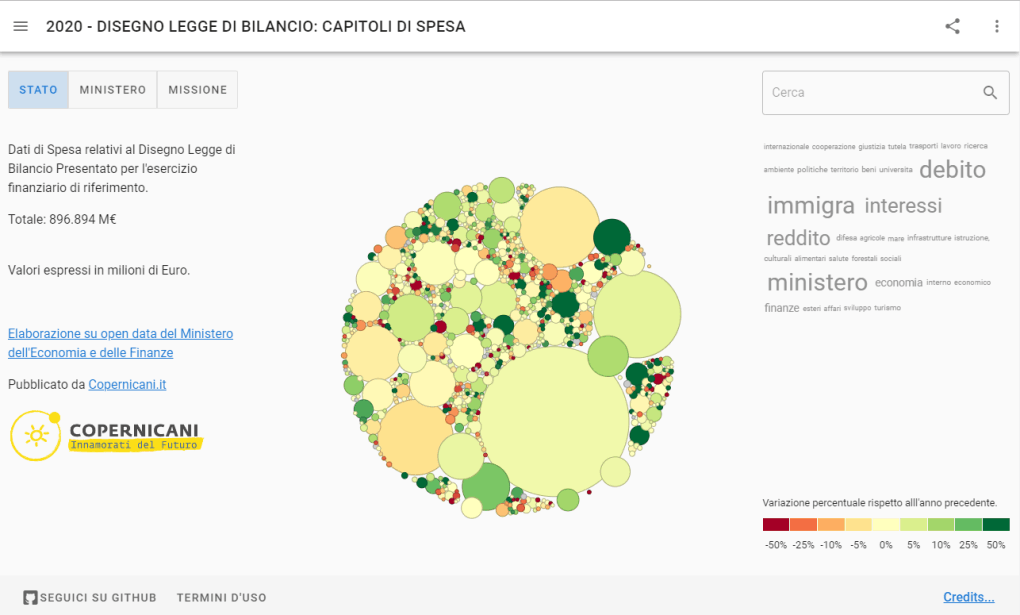 2020 - DISEGNO LEGGE DI BILANCIO: CAPITOLI DI SPESA
STATO MINISTERO MISSIONE
Cerca
Dati di Spesa relativi al Disegno Legge di
Bilancio Presentato per l'esercizio
finanziario di riferimento.
Totale: 896.894 M€
Valori espressi in milioni di Euro.
Elaborazione su open data del Ministero
dell'Economia e delle Finanze
Pubblicato da Copernicani.it
COPERNICANI
Innamorati del Futuro
internazionale cooperazione giustizia tutela trasporti lavoro ricerca
ambiente politiche territorio beni universita debito
immigra interessi
reddito difesa agricole mare infrastrutture istruzione,
culturali alimentari salute forestali sociali
ministero economia interno economico
finanze esteri affari sviluppo turismo
Variazione percentuale rispetto alll'anno precedente.
-50% -25% -10% -5% 0% 5% 10% 25% 50%
SEGUICI SU GITHUB TERMINI D'USO Credits...